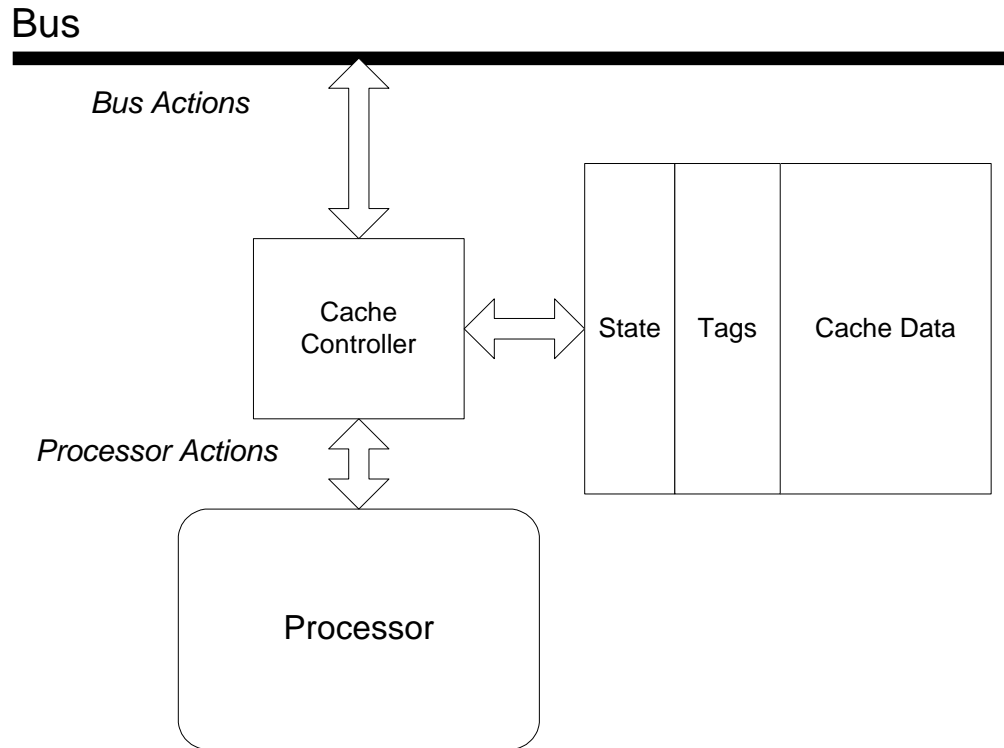 Bus
Bus Actions
Cache
Controller
State
Tags
Cache Data
Processor Actions
Processor